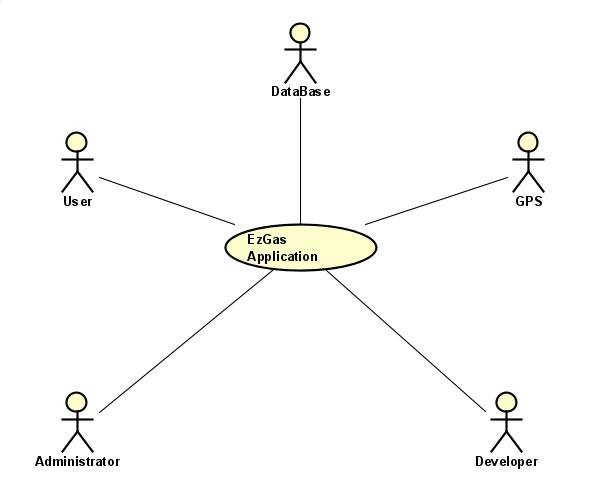 DataBase
User
GPS
EzGas
Application
Administrator
Developer